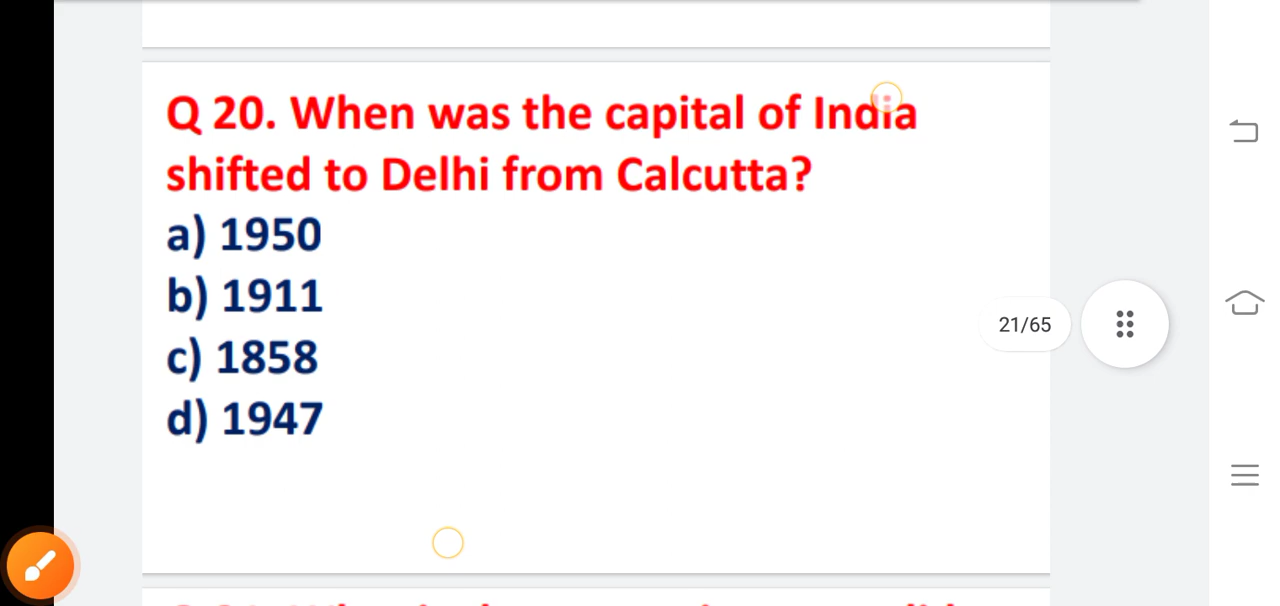 Q 20. When was the capital of India
shifted to Delhi from Calcutta?
a) 1950
b) 1911
c) 1858
d) 1947
21/65